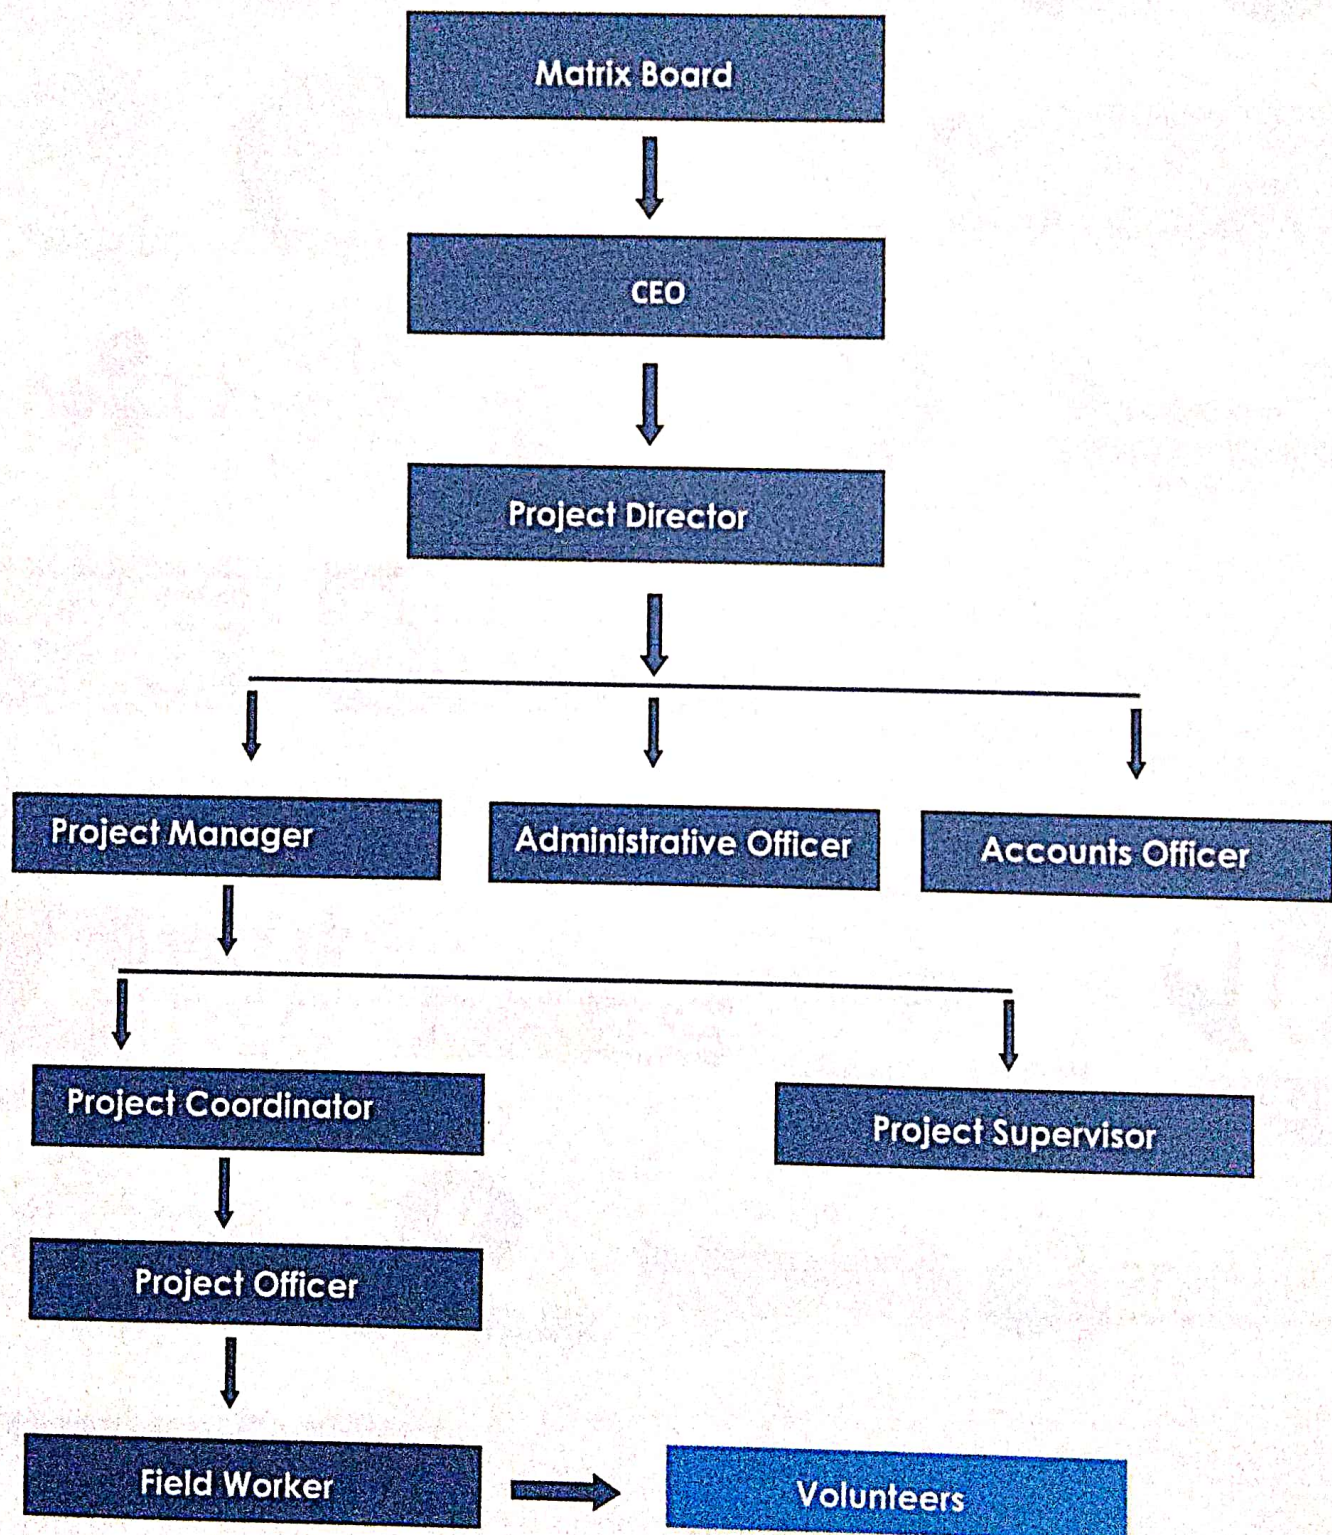 Matrix Board
CEO
Project Director
Project Manager
Administrative Officer
Accounts Officer
Project Coordinator
Project Supervisor
Project Officer
Field Worker
Volunteers